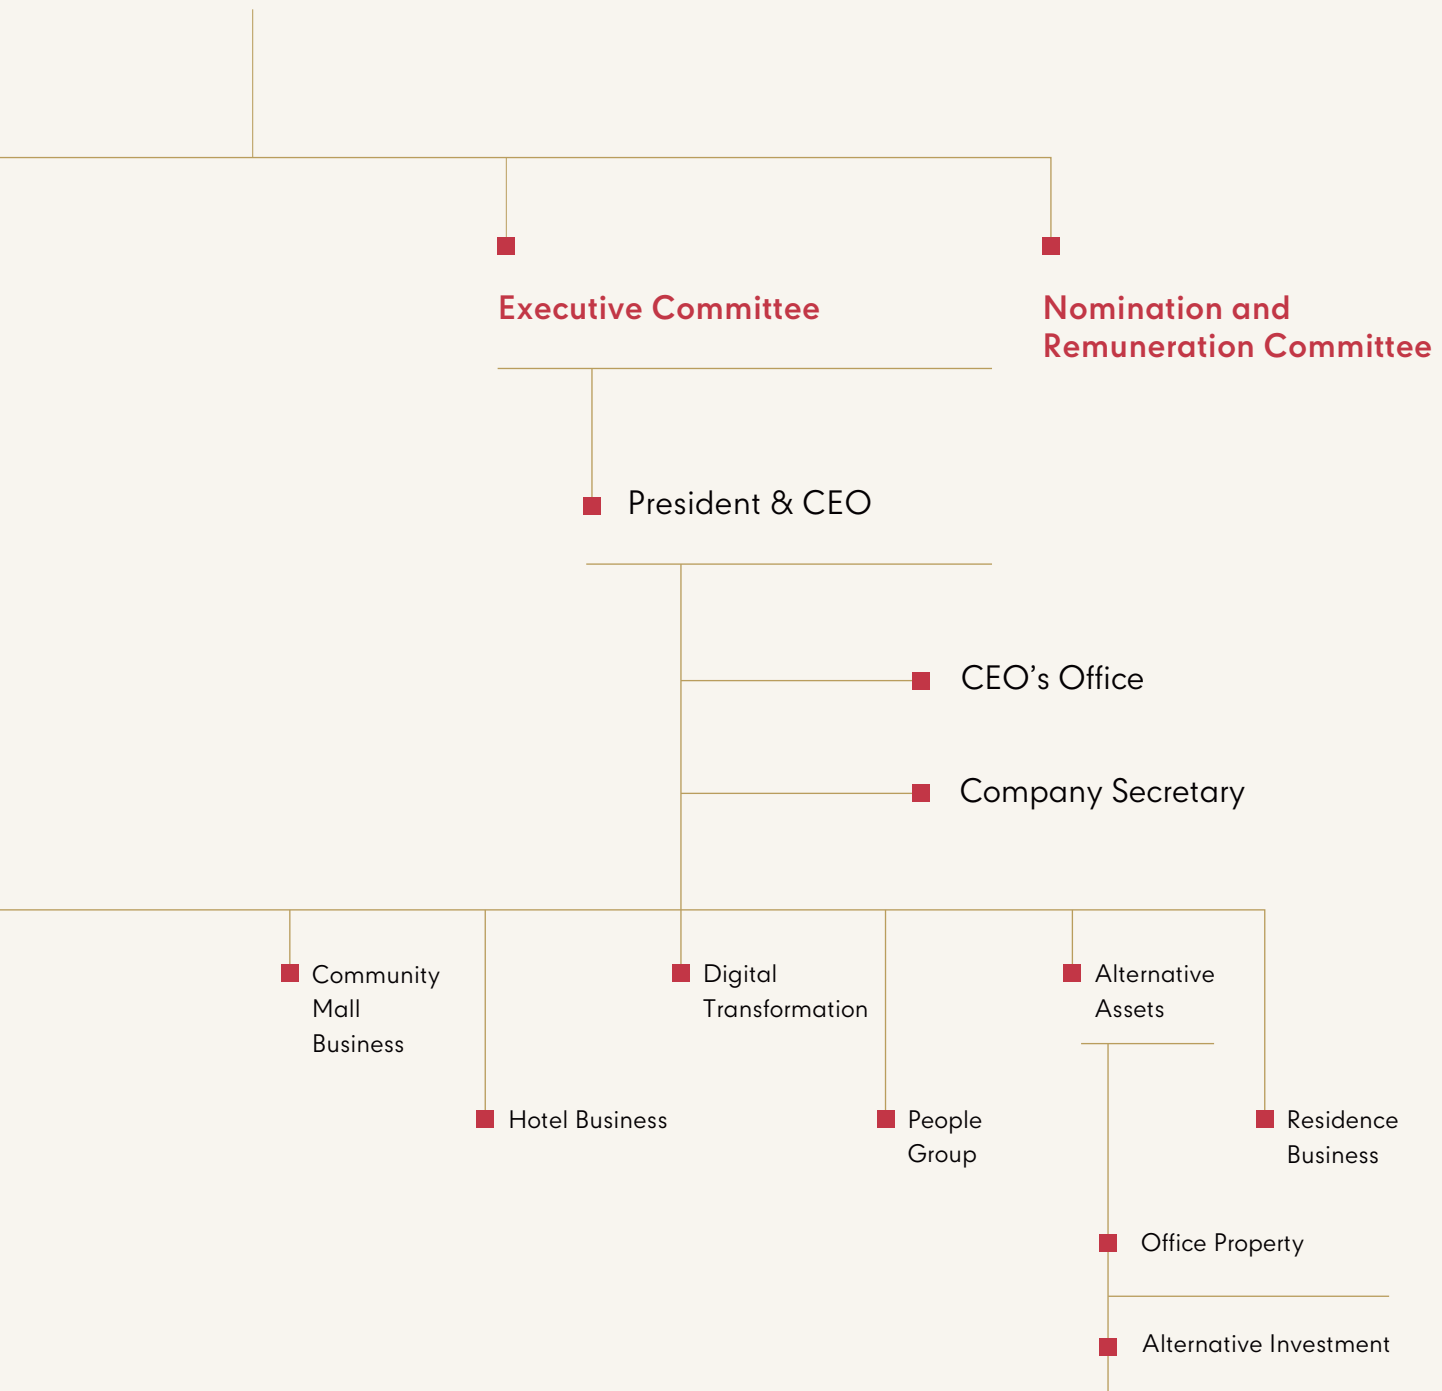 Executive Committee
Nomination and
Remuneration Committee
President & CEO
CEO’s Office
Company Secretary
Community
Mall
Business
Digital
Transformation
Alternative
Assets
Hotel Business
People
Group
Residence
Business
Office Property
Alternative Investment